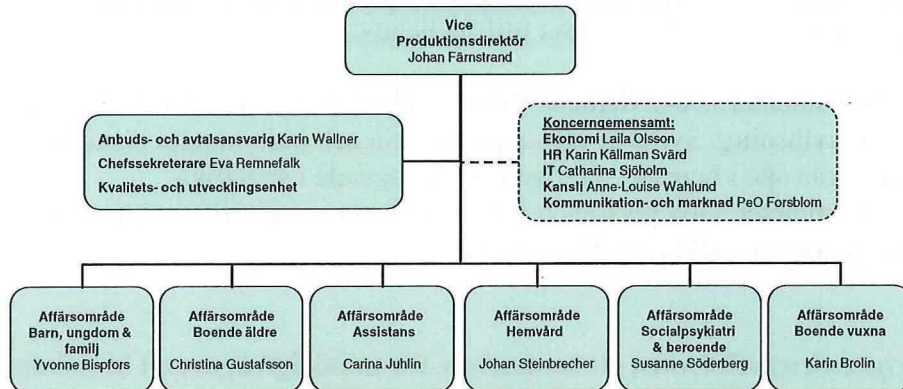 Vice
Produktionsdirektör
Johan Färnstrand
Anbuds- och avtalsansvarig Karin Wallner
Chefssekreterare Eva Remnefalk
Kvalitets- och utvecklingsenhet
Koncerngemensamt:
Ekonomi Laila Olsson
HR Karin Källman Svärd
IT Catharina Sjöholm
Kansli Anne-Louise Wahlund
Kommunikation- och marknad PeO Forsblom
Affärsområde
Barn, ungdom &
familj
Yvonne Bispfors
Affärsområde
Boende äldre
Christina Gustafsson
Affärsområde
Assistans
Carina Juhlin
Affärsområde
Hemvård
Johan Steinbrecher
Affärsområde
Socialpsykiatri
& beroende
Susanne Söderberg
Affärsområde
Boende vuxna
Karin Brolin